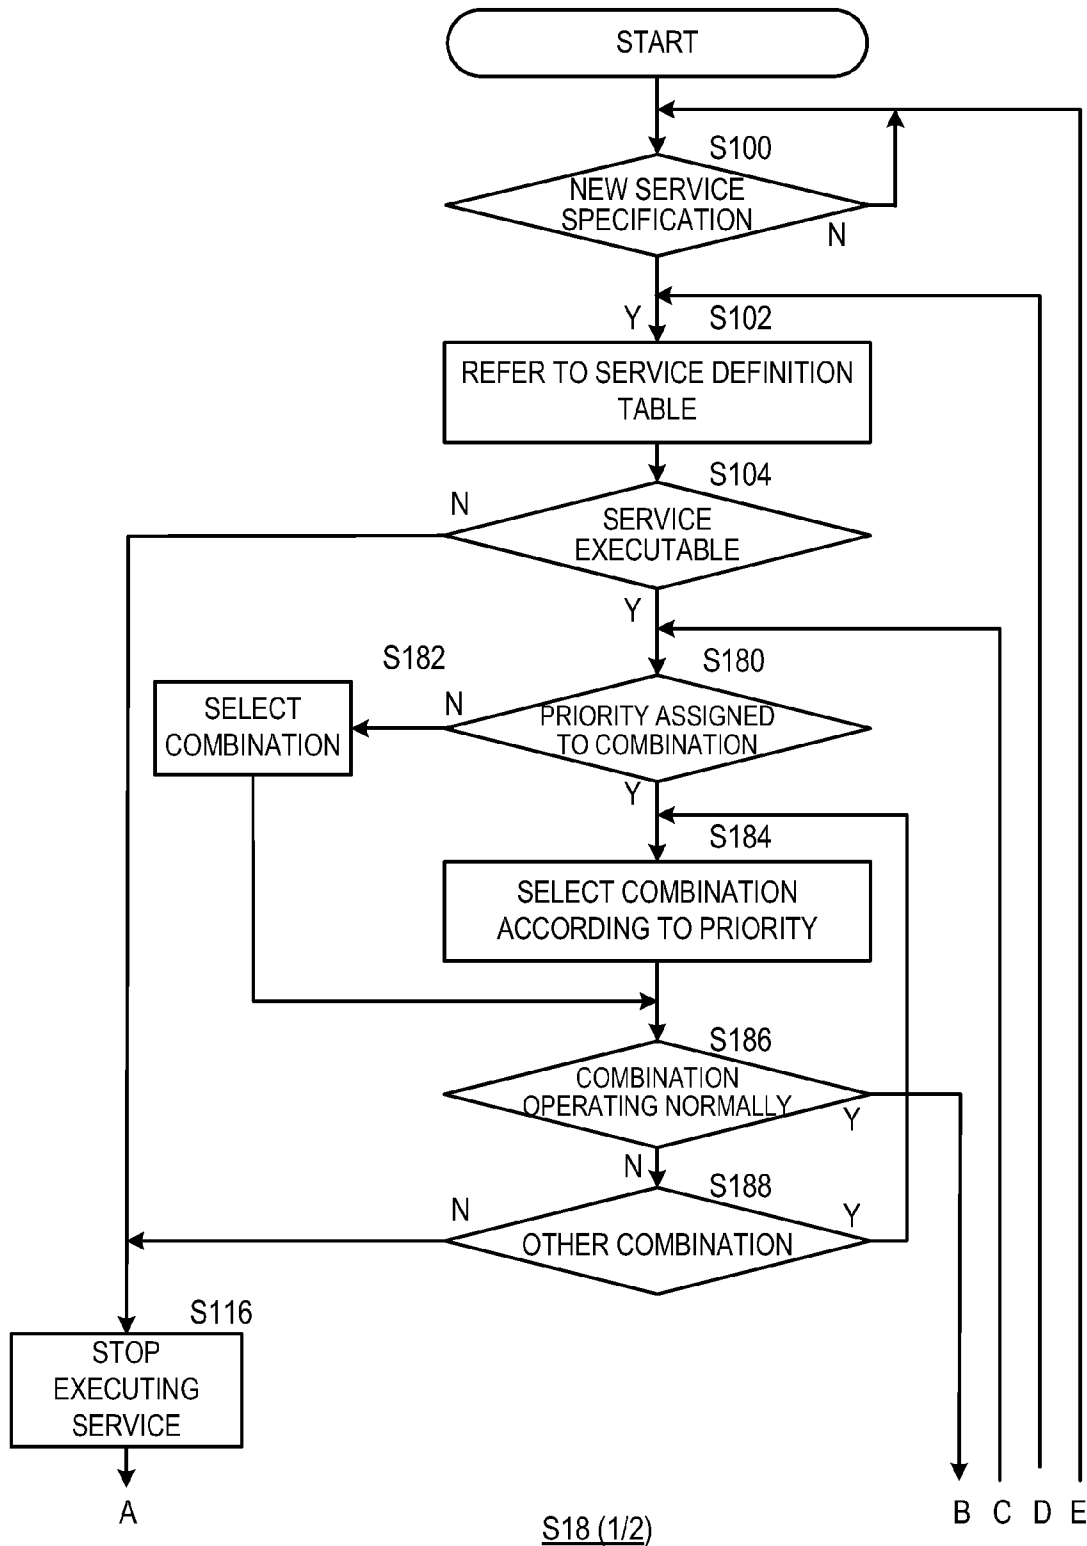 START
S100
NEW SERVICE
SPECIFICATION
N
Y
S102
REFER TO SERVICE DEFINITION
TABLE
S104
N
SERVICE
EXECUTABLE
Y
S182
S180
SELECT
COMBINATION
N
PRIORITY ASSIGNED
TO COMBINATION
Y
S184
SELECT COMBINATION
ACCORDING TO PRIORITY
S186
COMBINATION
OPERATING NORMALLY
Y
N
S188
N
Y
OTHER COMBINATION
S116
STOP
EXECUTING
SERVICE
A
B
C
D
E
S18 (1/2)